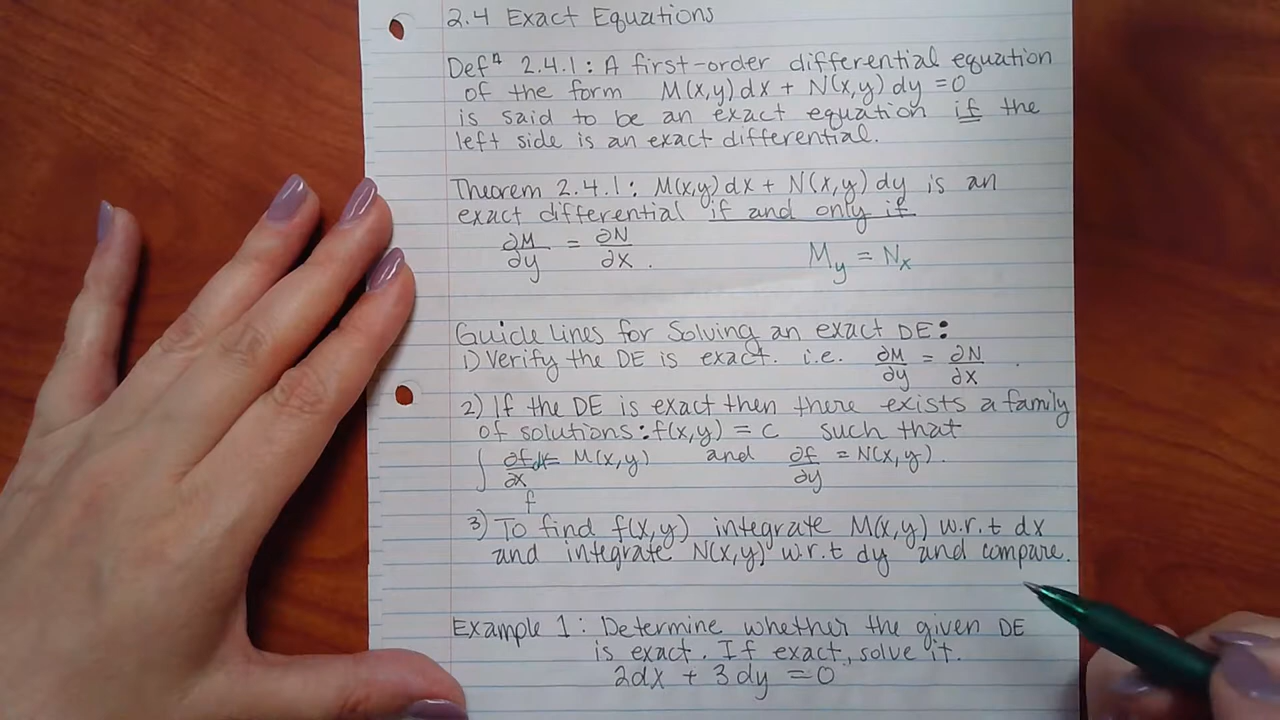 2.4 Exact Equations
Defⁿ 2.4.1: A first-order differential equation
of the form M(x,y)dx + N(x,y)dy =0
is said to be an exact equation if the
left side is an exact differential.
Theorem 2.4.1: M(x,y)dx + N(x,y)dy is an
exact differential if and only if
∂M/∂y = ∂N/∂x. My = Nx
Guidelines for Solving an exact DE:
1) Verify the DE is exact. i.e. ∂M/∂y = ∂N/∂x
2) If the DE is exact then there exists a family
of solutions: f(x,y) = c such that
∫ ∂f/∂x dx = M(x,y) and ∂f/∂y = N(x,y).
f
3) To find f(x,y) integrate M(x,y) w.r.t dx
and integrate N(x,y) w.r.t dy and compare.
Example 1: Determine whether the given DE
is exact. If exact, solve it.
2dx + 3dy =0